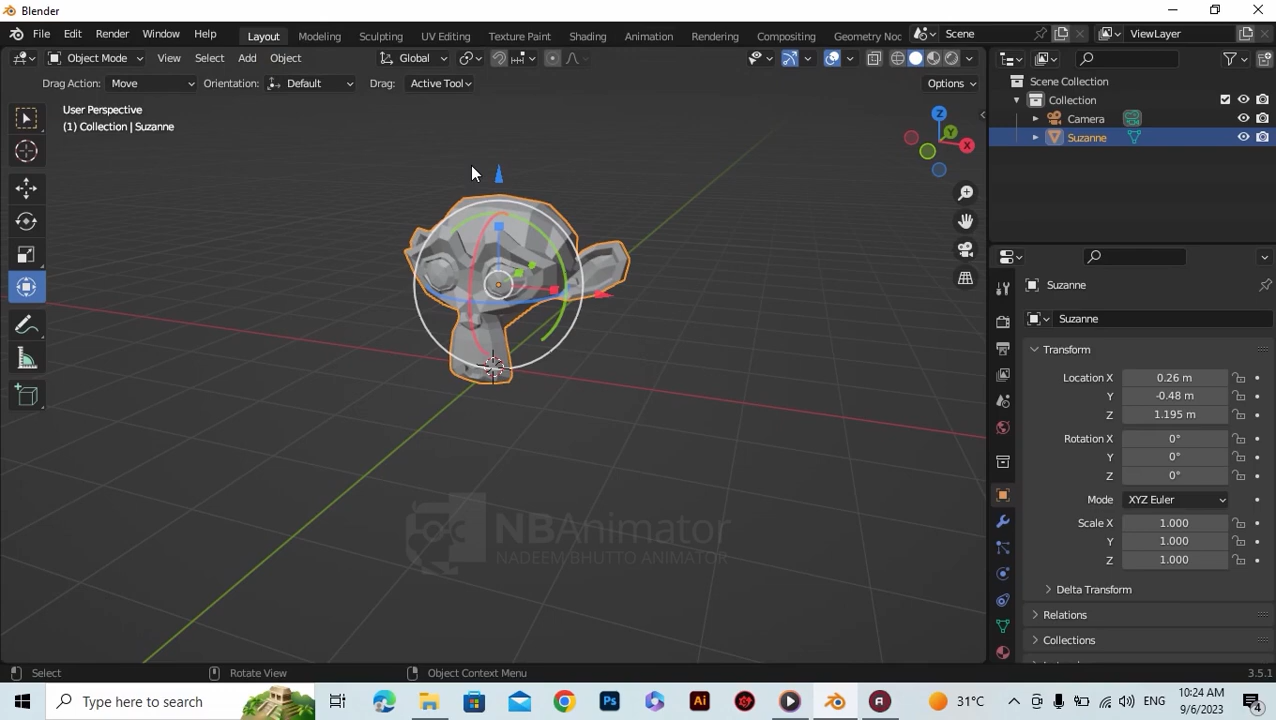 Blender
File Edit Render Window Help Layout Modeling Sculpting UV Editing Texture Paint Shading Animation Rendering Compositing Geometry Noc Scene ViewLayer
Object Mode View Select Add Object Global
Drag Action: Move Orientation: Default Drag: Active Tool Options
User Perspective
(1) Collection | Suzanne
Z
Y
X
Scene Collection
Collection
Camera
Suzanne
Suzanne
Suzanne
Transform
Location X 0.26 m
Y -0.48 m
Z 1.195 m
Rotation X 0°
Y 0°
Z 0°
Mode XYZ Euler
Scale X 1.000
Y 1.000
Z 1.000
Delta Transform
Relations
Collections
NBAnimator
NADEEM BHUTTO ANIMATOR
Select Rotate View Object Context Menu 3.5.1
Type here to search Ps Ai A 31°C ENG 10:24 AM
9/6/2023 4